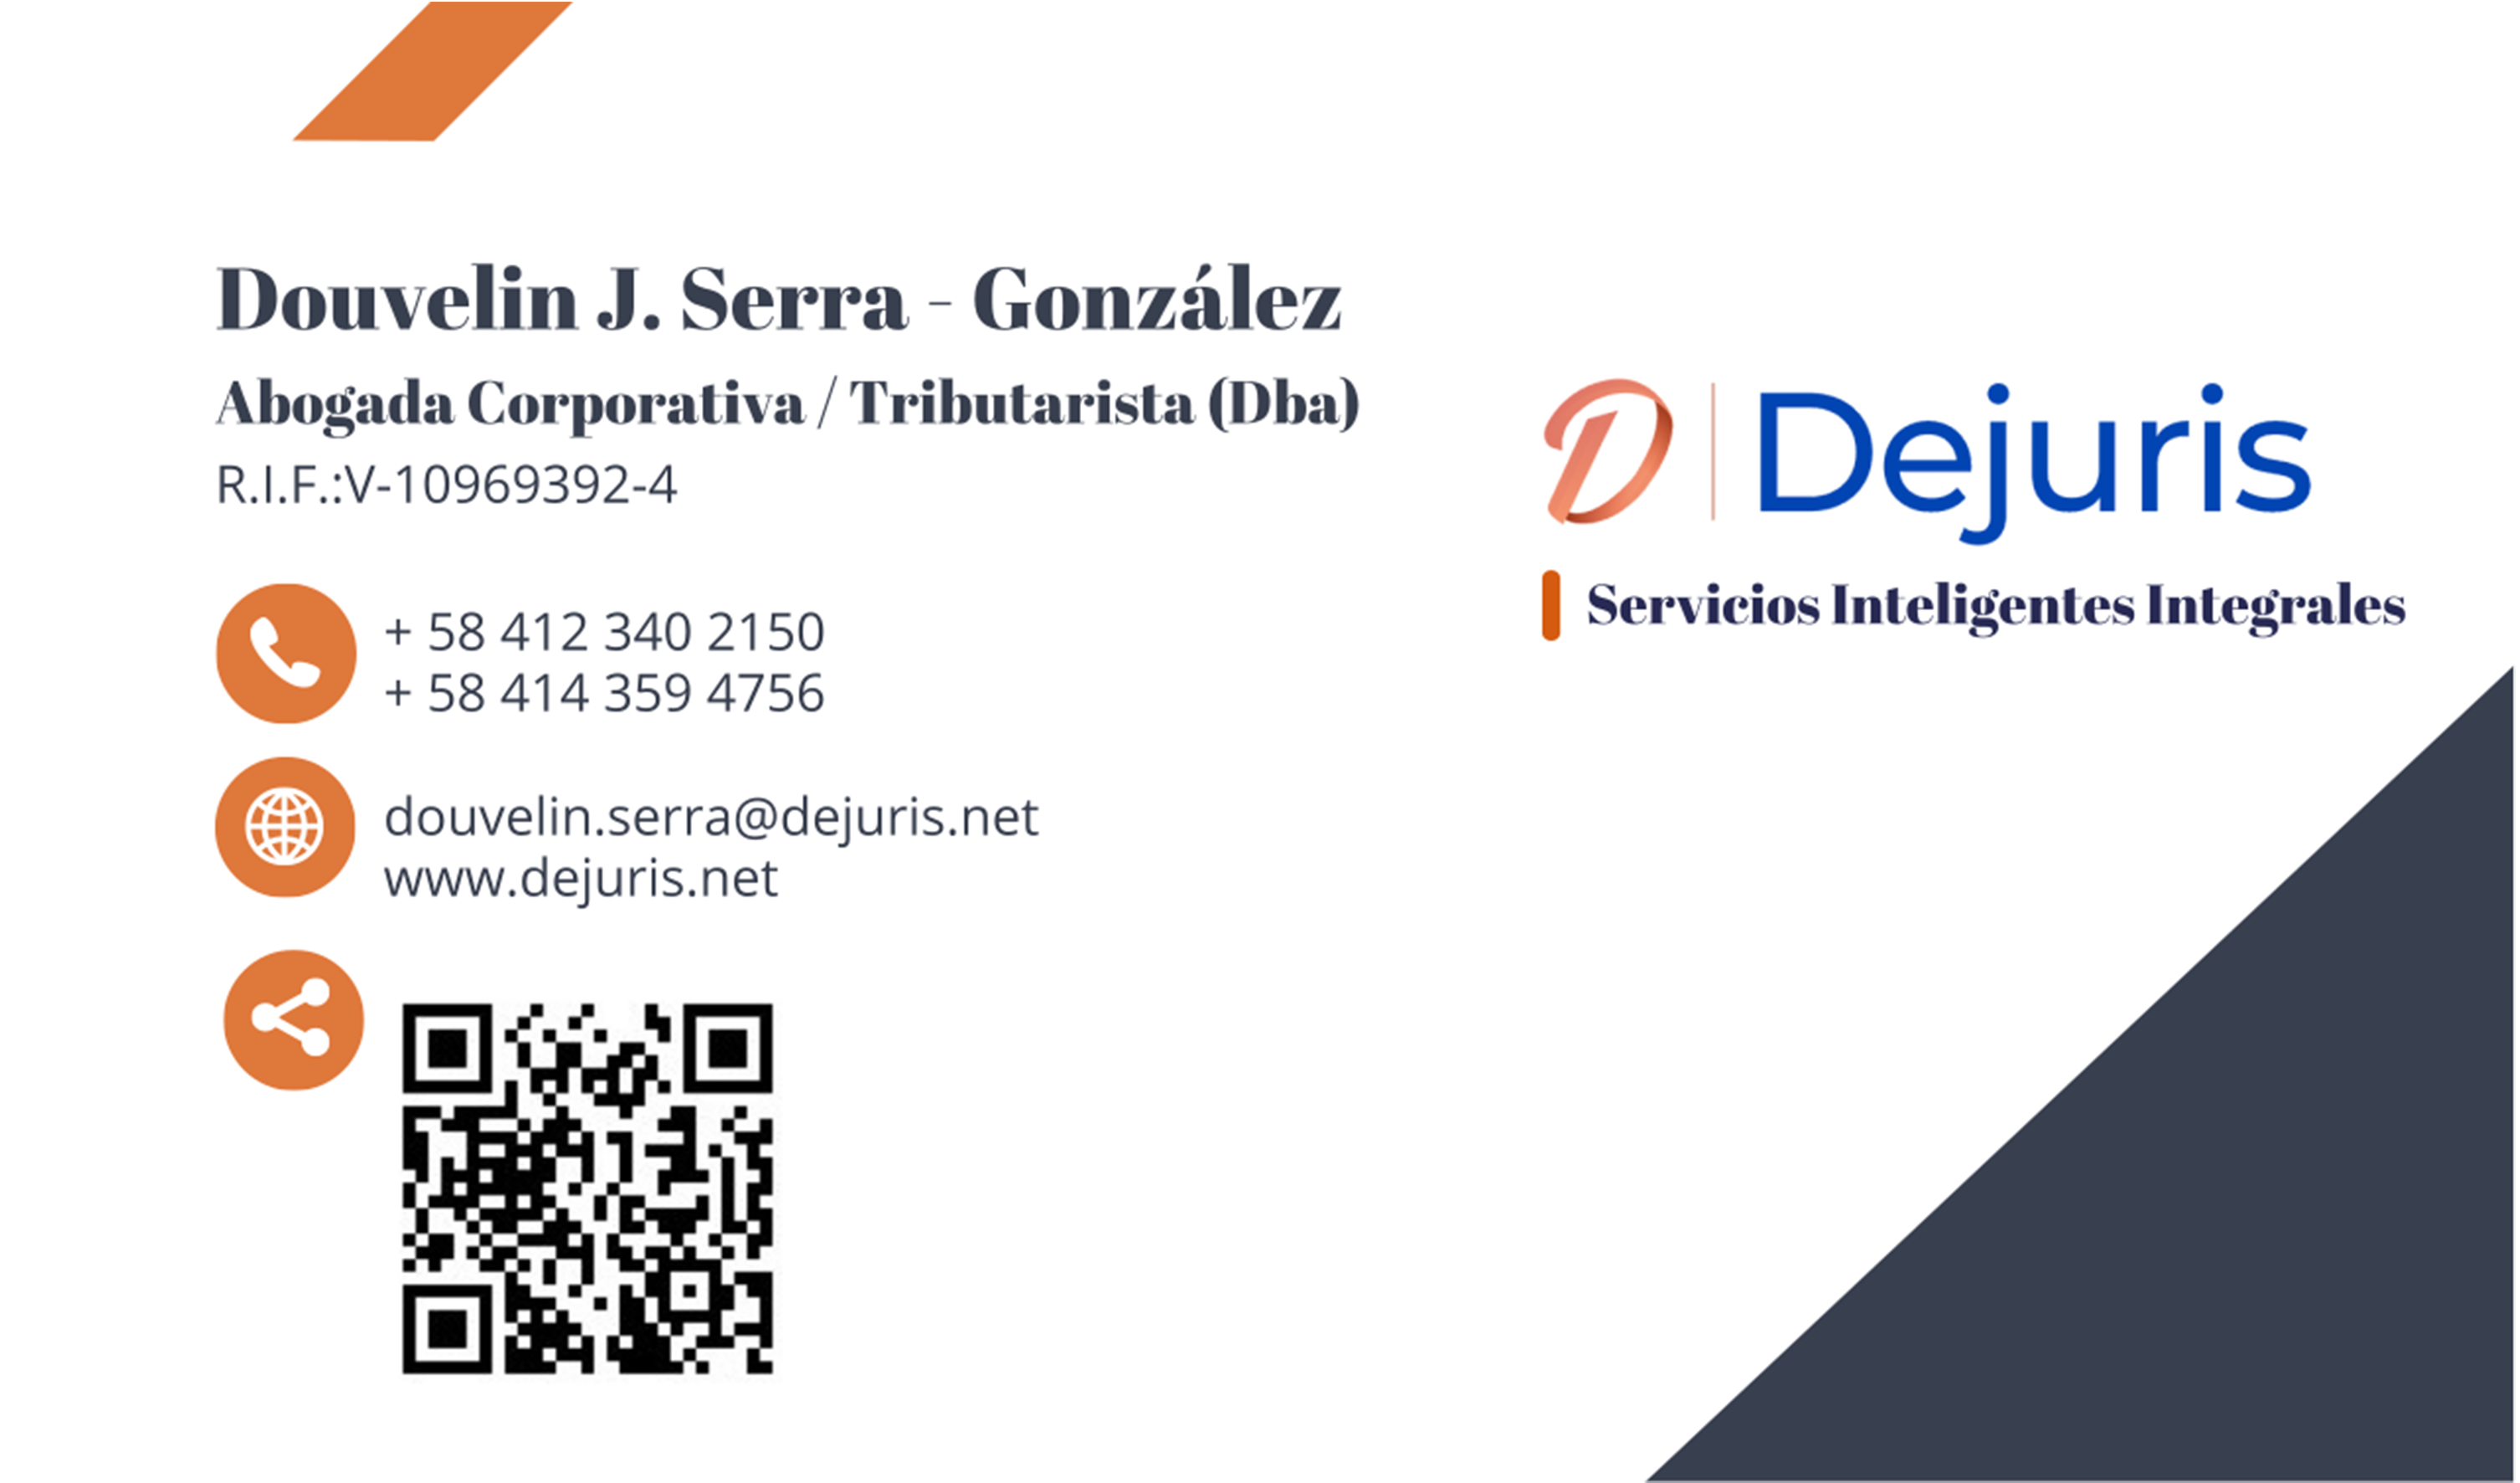 Douvelin J. Serra - González
Abogada Corporativa / Tributarista (Dba)
R.I.F.:V-10969392-4
+ 58 412 340 2150
+ 58 414 359 4756
douvelin.serra@dejuris.net
www.dejuris.net
D | Dejuris
Servicios Inteligentes Integrales